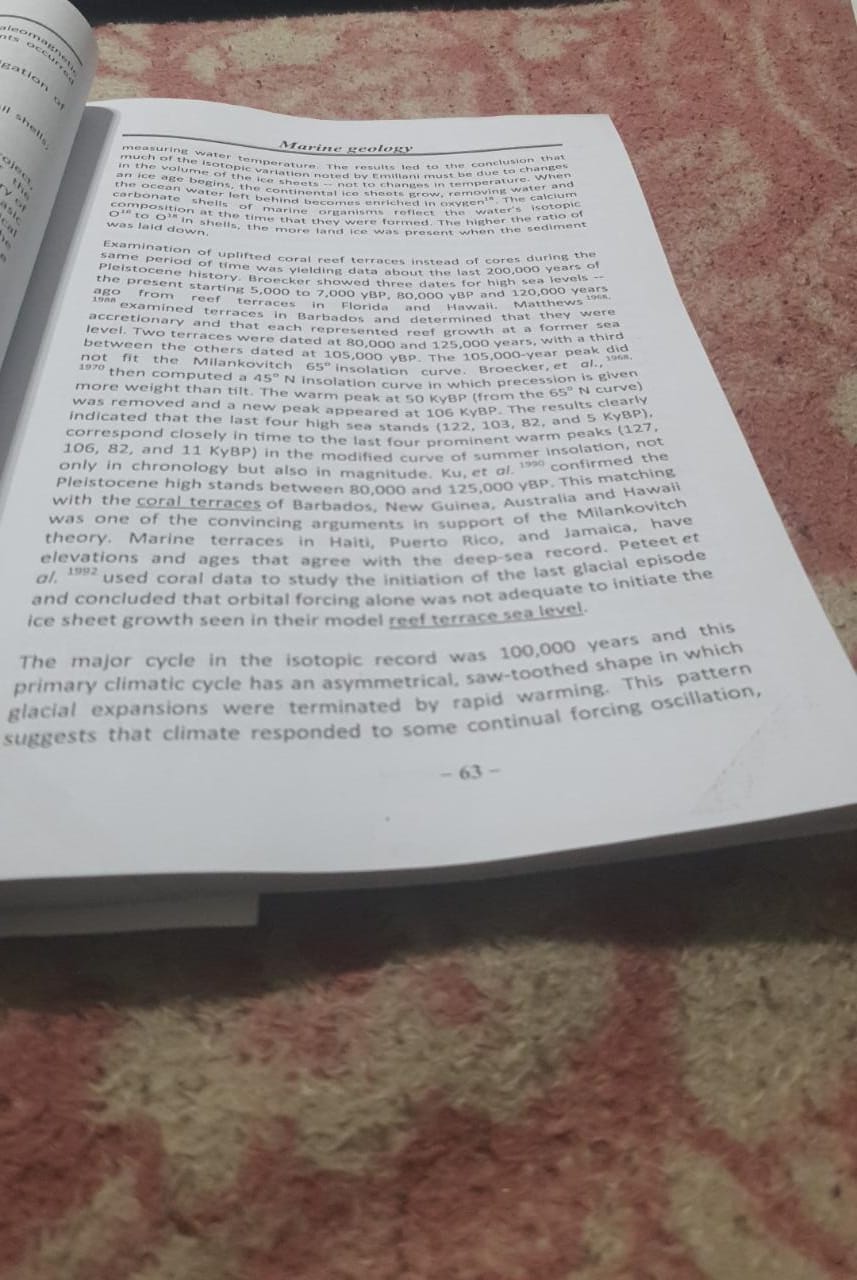 aleomagnetic
nts occurred
gation of
il shells.
Marine geology
measuring water temperature. The results led to the conclusion that
much of the isotopic variation noted by Emiliani must be due to changes
in the volume of the ice sheets -- not to changes in temperature. When
an ice age begins, the continental ice sheets grow, removing water and
the ocean water left behind becomes enriched in oxygen¹⁸. The calcium
carbonate shells of marine organisms reflect the water's isotopic
composition at the time that they were formed. The higher the ratio of
O¹⁸ to O¹⁶ in shells, the more land ice was present when the sediment
was laid down.
Examination of uplifted coral reef terraces instead of cores during the
same period of time was yielding data about the last 200,000 years of
Pleistocene history. Broecker showed three dates for high sea levels --
the present starting 5,000 to 7,000 yBP, 80,000 yBP and 120,000 years
ago from reef terraces in Florida and Hawaii. Matthews ¹⁹⁶⁸,
¹⁹⁸⁸ examined terraces in Barbados and determined that they were
accretionary and that each represented reef growth at a former sea
level. Two terraces were dated at 80,000 and 125,000 years, with a third
between the others dated at 105,000 yBP. The 105,000-year peak did
not fit the Milankovitch 65° insolation curve. Broecker, et al., ¹⁹⁶⁸,
¹⁹⁷⁰ then computed a 45° N insolation curve in which precession is given
more weight than tilt. The warm peak at 50 KyBP (from the 65° N curve)
was removed and a new peak appeared at 106 KyBP. The results clearly
indicated that the last four high sea stands (122, 103, 82, and 5 KyBP),
correspond closely in time to the last four prominent warm peaks (127,
106, 82, and 11 KyBP) in the modified curve of summer insolation, not
only in chronology but also in magnitude. Ku, et al. ¹⁹⁹⁰ confirmed the
Pleistocene high stands between 80,000 and 125,000 yBP. This matching
with the coral terraces of Barbados, New Guinea, Australia and Hawaii
was one of the convincing arguments in support of the Milankovitch
theory. Marine terraces in Haiti, Puerto Rico, and Jamaica, have
elevations and ages that agree with the deep-sea record. Peteet et
al. ¹⁹⁹² used coral data to study the initiation of the last glacial episode
and concluded that orbital forcing alone was not adequate to initiate the
ice sheet growth seen in their model reef terrace sea level.
The major cycle in the isotopic record was 100,000 years and this
primary climatic cycle has an asymmetrical, saw-toothed shape in which
glacial expansions were terminated by rapid warming. This pattern
suggests that climate responded to some continual forcing oscillation,
– 63 –